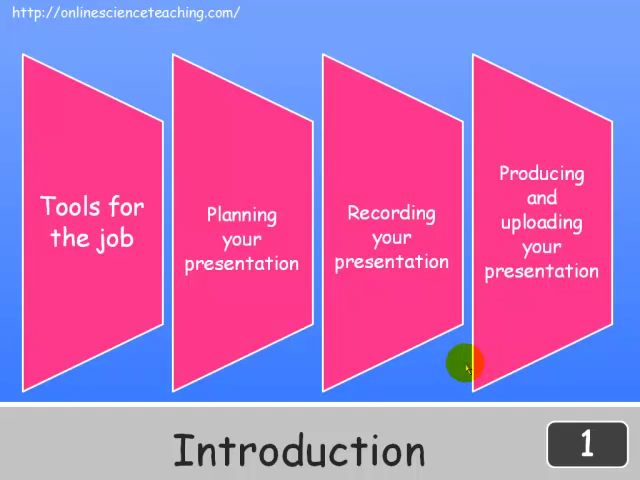 http://onlinescienceteaching.com/
Tools for
the job
Planning
your
presentation
Recording
your
presentation
Producing
and
uploading
your
presentation
Introduction
1